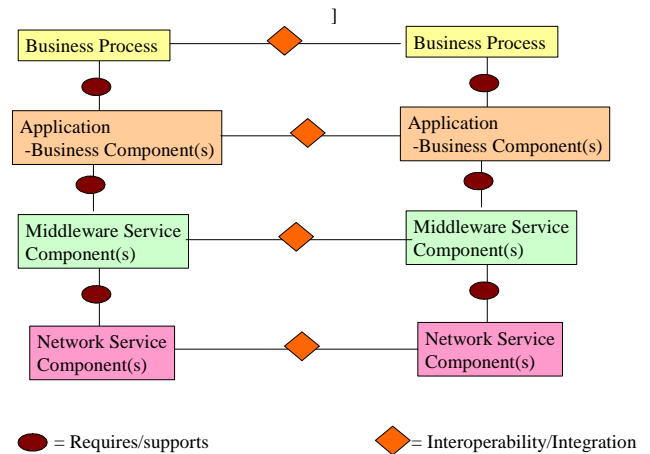 ]
Business Process
Business Process
Application
-Business Component(s)
Application
-Business Component(s)
Middleware Service
Component(s)
Middleware Service
Component(s)
Network Service
Component(s)
Network Service
Component(s)
= Requires/supports
= Interoperability/Integration